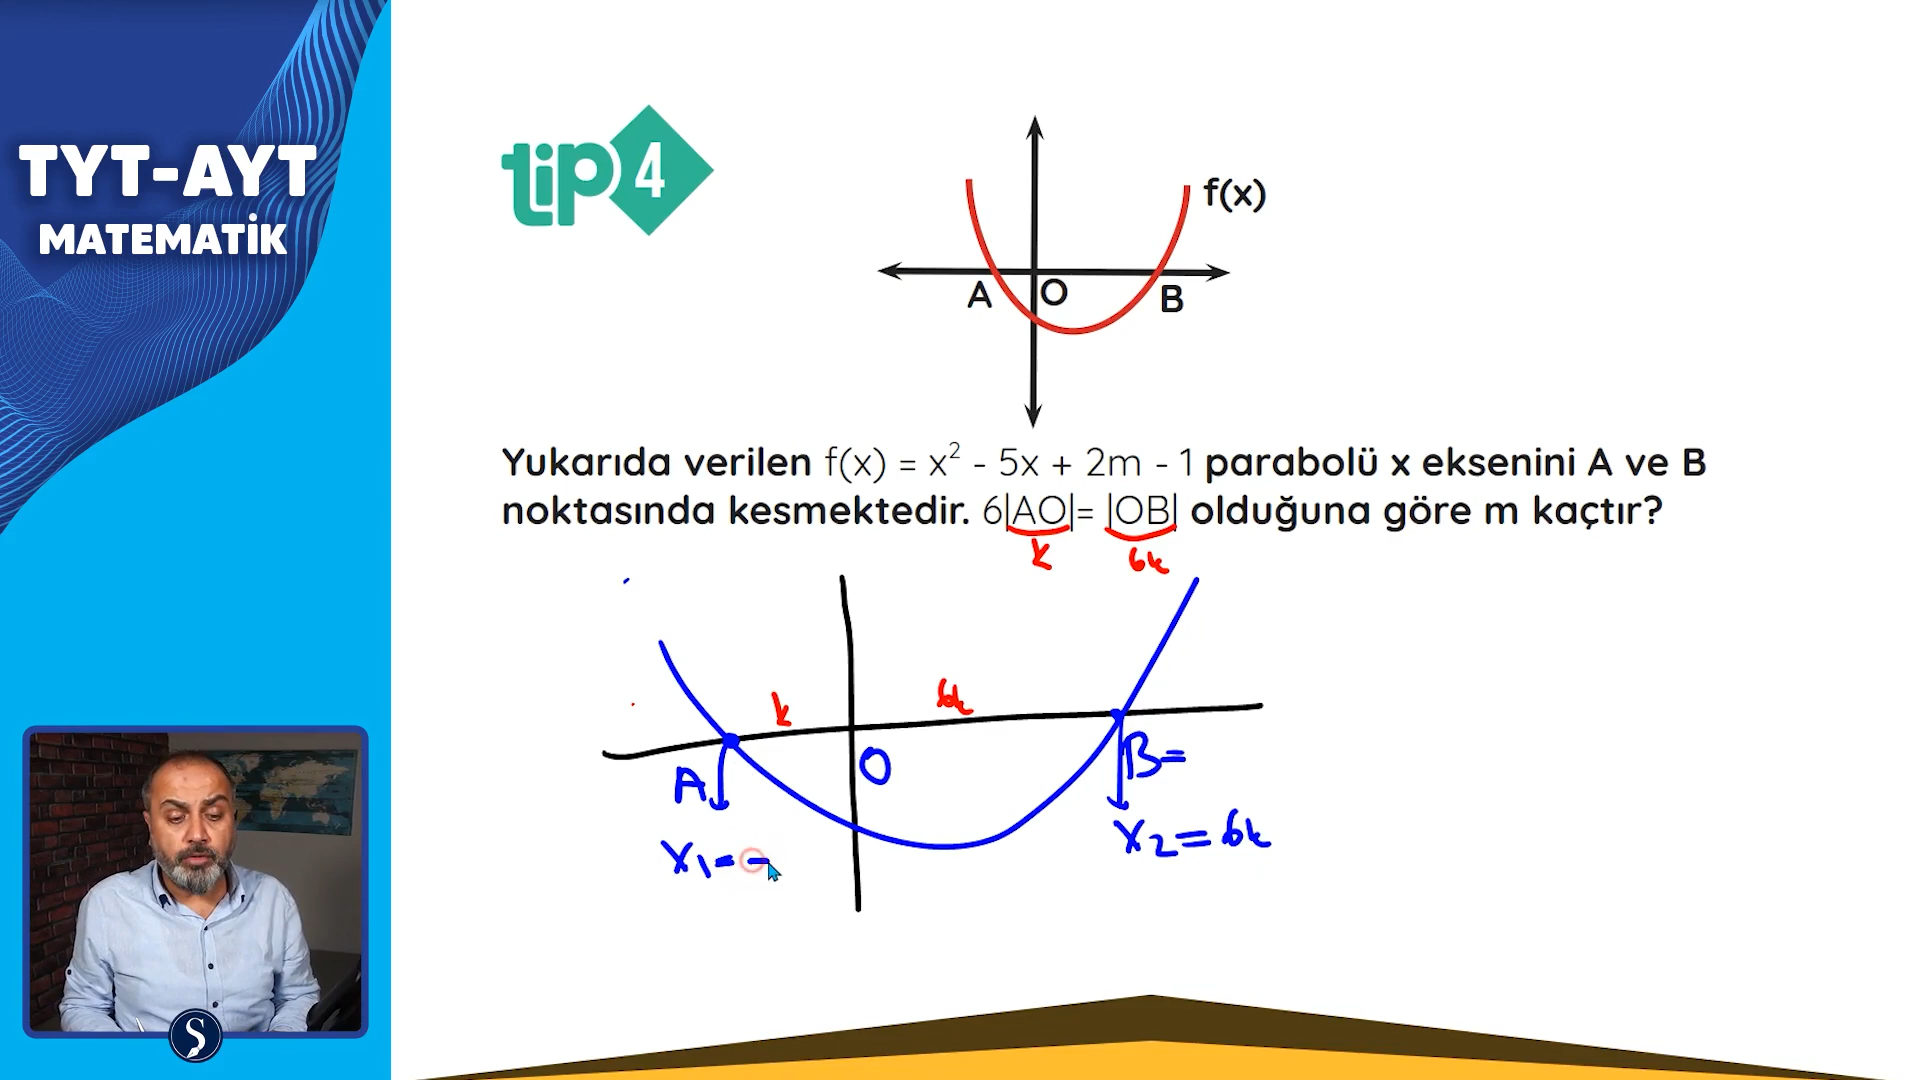 TYT-AYT
MATEMATİK
tip 4
f(x)
A
O
B
Yukarıda verilen f(x) = x² - 5x + 2m - 1 parabolü x eksenini A ve B
noktasında kesmektedir. 6|AO|= |OB| olduğuna göre m kaçtır?
k
6k
k
6k
A
O
B=
x₁= -
x₂ = 6k
S